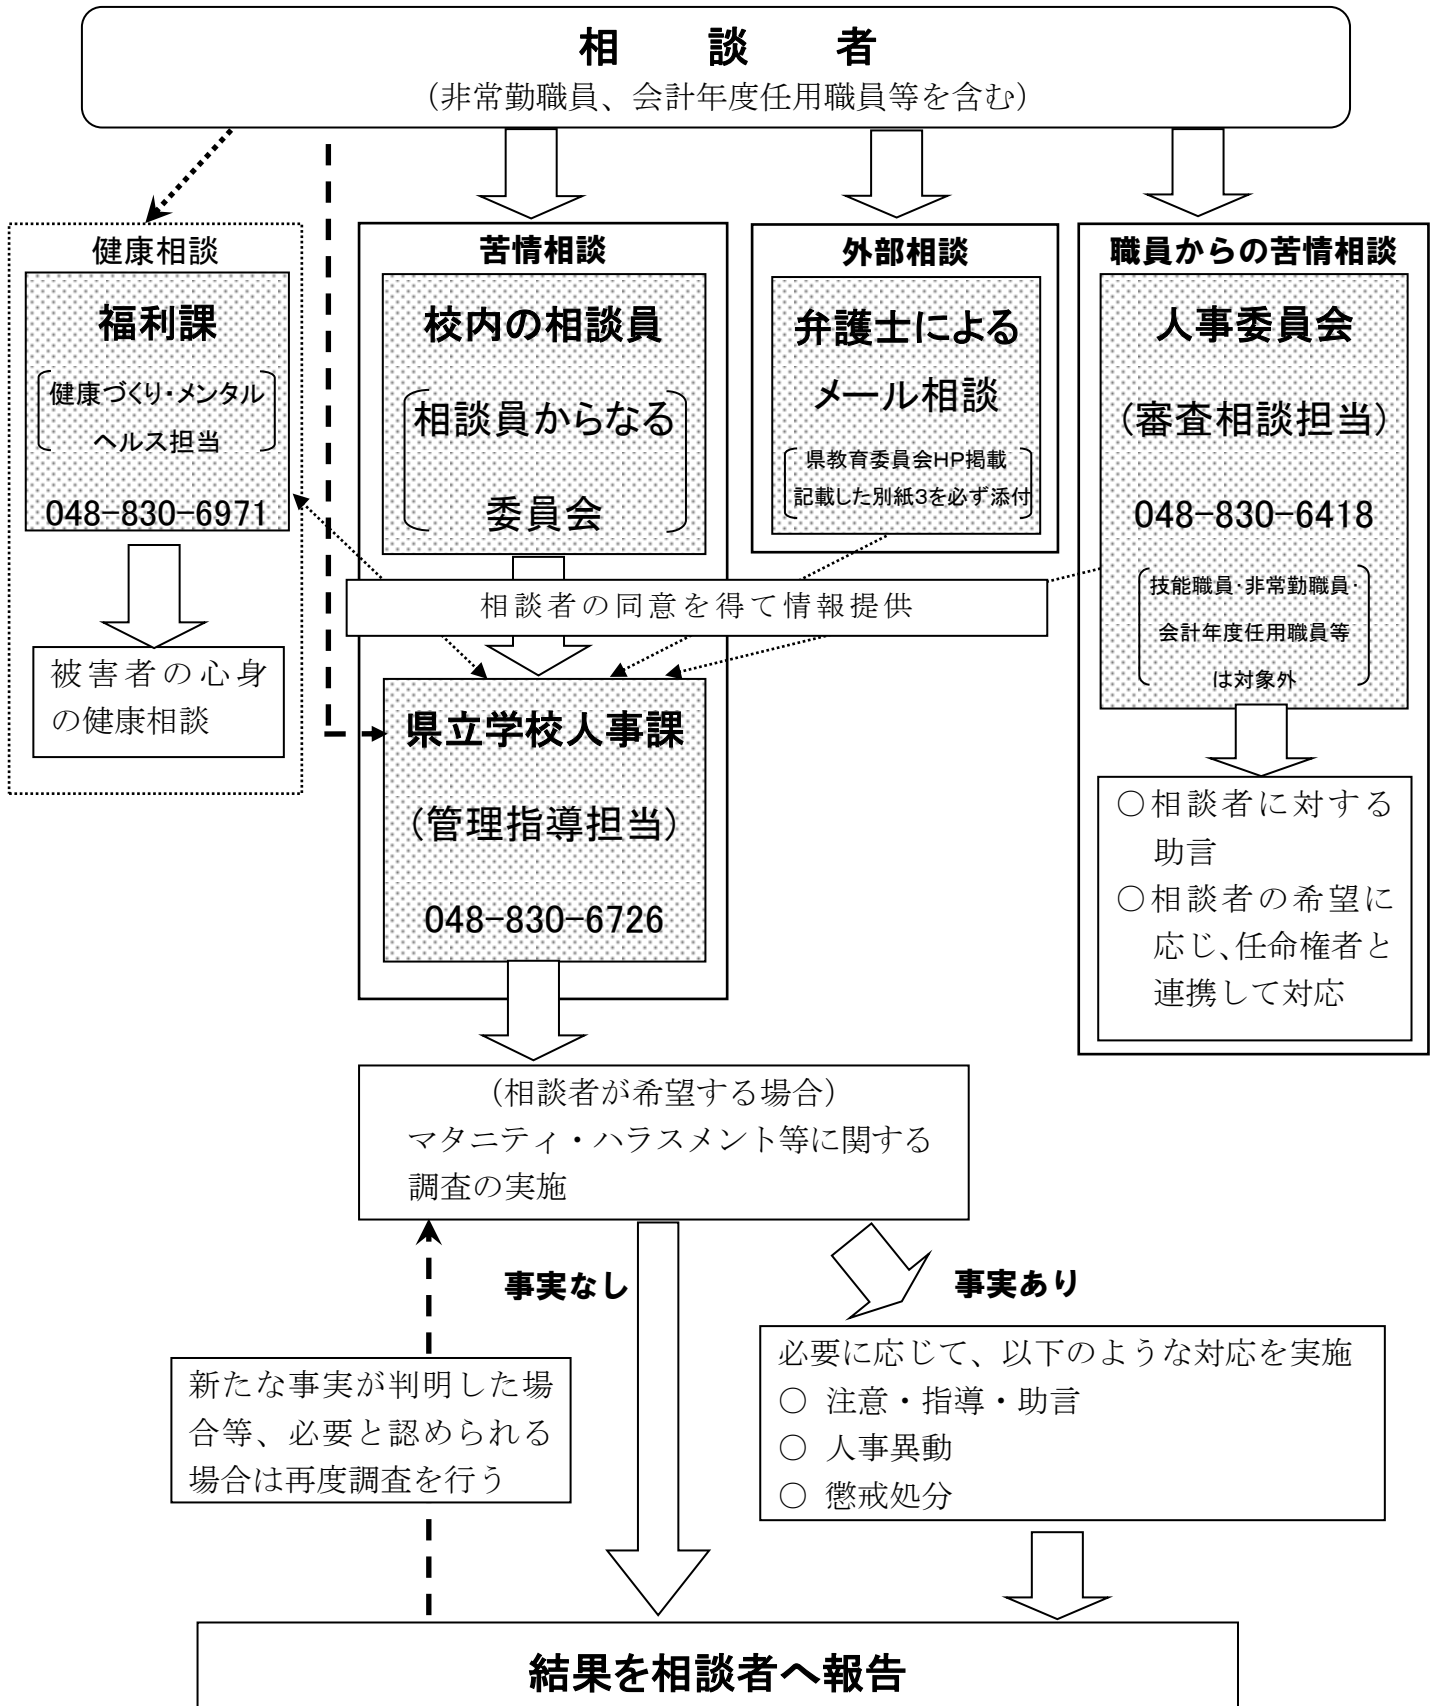 相　談　者
（非常勤職員、会計年度任用職員等を含む）
健康相談
福利課
健康づくり・メンタル
ヘルス担当
048-830-6971
被害者の心身
の健康相談
苦情相談
校内の相談員
相談員からなる
委員会
外部相談
弁護士による
メール相談
県教育委員会HP掲載
記載した別紙3を必ず添付
職員からの苦情相談
人事委員会
（審査相談担当）
048-830-6418
技能職員・非常勤職員・
会計年度任用職員等
は対象外
相談者の同意を得て情報提供
県立学校人事課
（管理指導担当）
048-830-6726
○相談者に対する
助言
○相談者の希望に
応じ、任命権者と
連携して対応
（相談者が希望する場合）
マタニティ・ハラスメント等に関する
調査の実施
事実なし
事実あり
新たな事実が判明した場
合等、必要と認められる
場合は再度調査を行う
必要に応じて、以下のような対応を実施
○ 注意・指導・助言
○ 人事異動
○ 懲戒処分
結果を相談者へ報告